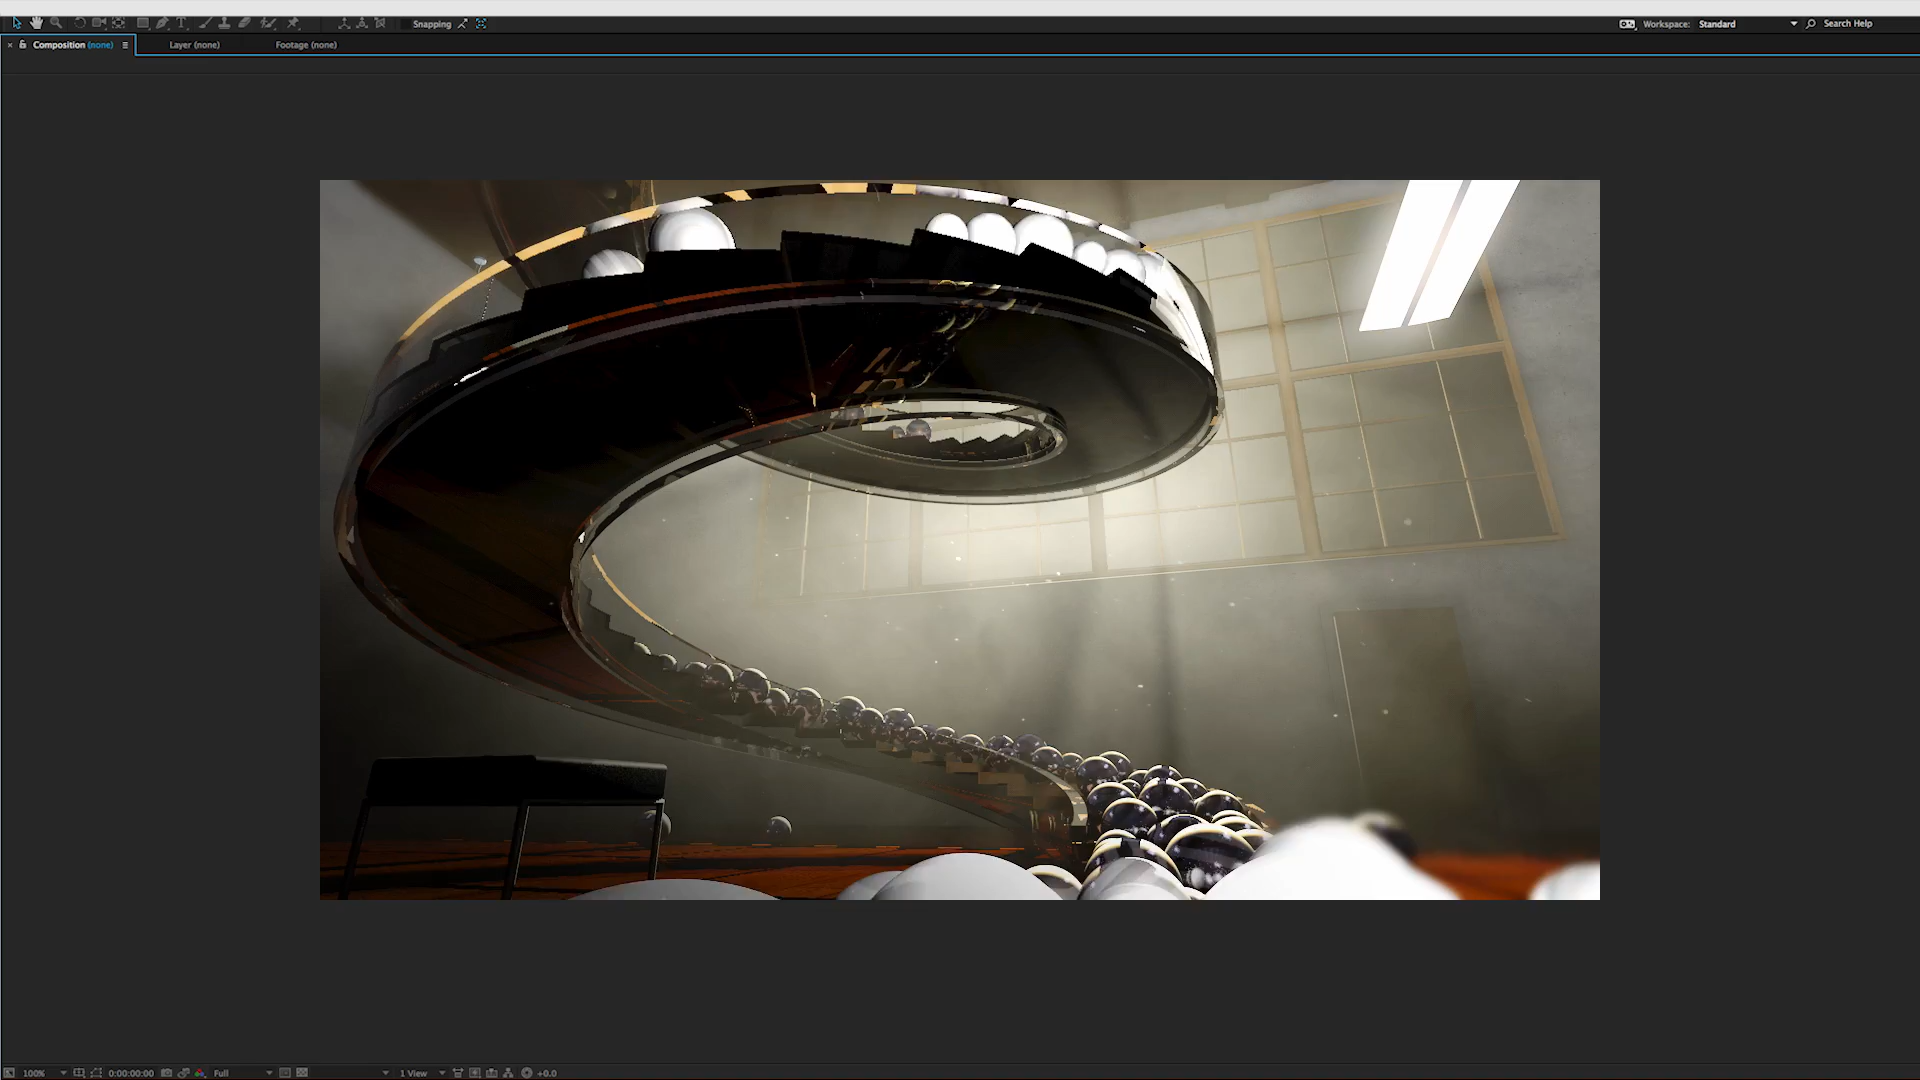 Snapping
Workspace: Standard
Search Help
Composition (none)
Layer (none)
Footage (none)
100%
0:00:00:00
Full
1 View
+0.0